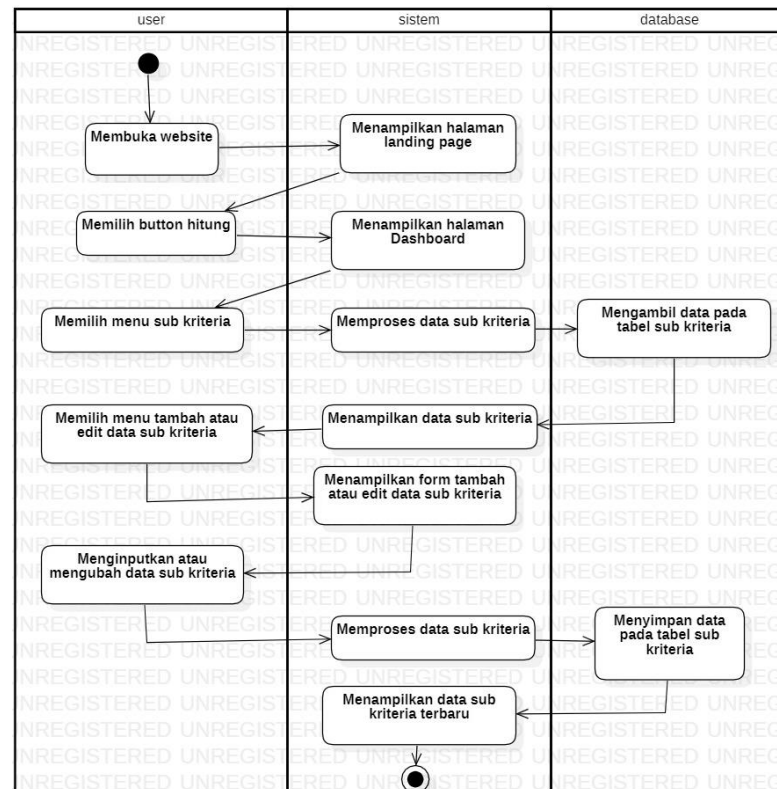 user
sistem
database
Membuka website
Menampilkan halaman
landing page
Memilih button hitung
Menampilkan halaman
Dashboard
Memilih menu sub kriteria
Memproses data sub kriteria
Mengambil data pada
tabel sub kriteria
Menampilkan data sub kriteria
Memilih menu tambah atau
edit data sub kriteria
Menampilkan form tambah
atau edit data sub kriteria
Menginputkan atau
mengubah data sub kriteria
Memproses data sub kriteria
Menyimpan data
pada tabel sub
kriteria
Menampilkan data sub
kriteria terbaru
UNREGISTERED